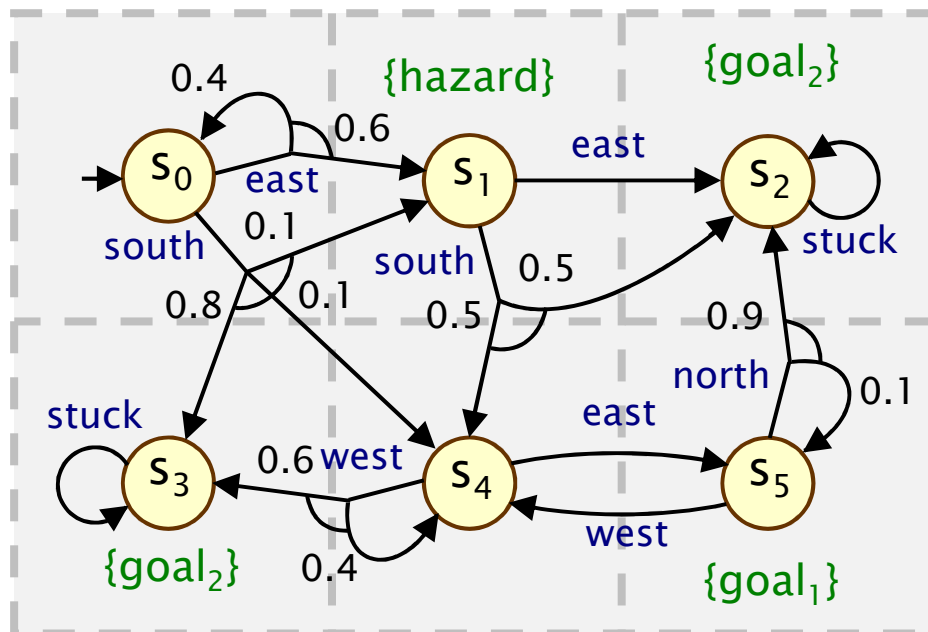 {goal₂}
{hazard}
0.4
0.6
east
s₀
s₁
s₂
east
0.1
south
south
0.5
stuck
0.8
0.1
0.5
0.9
north
0.1
stuck
east
0.6
west
s₃
s₄
s₅
west
0.4
{goal₂}
{goal₁}